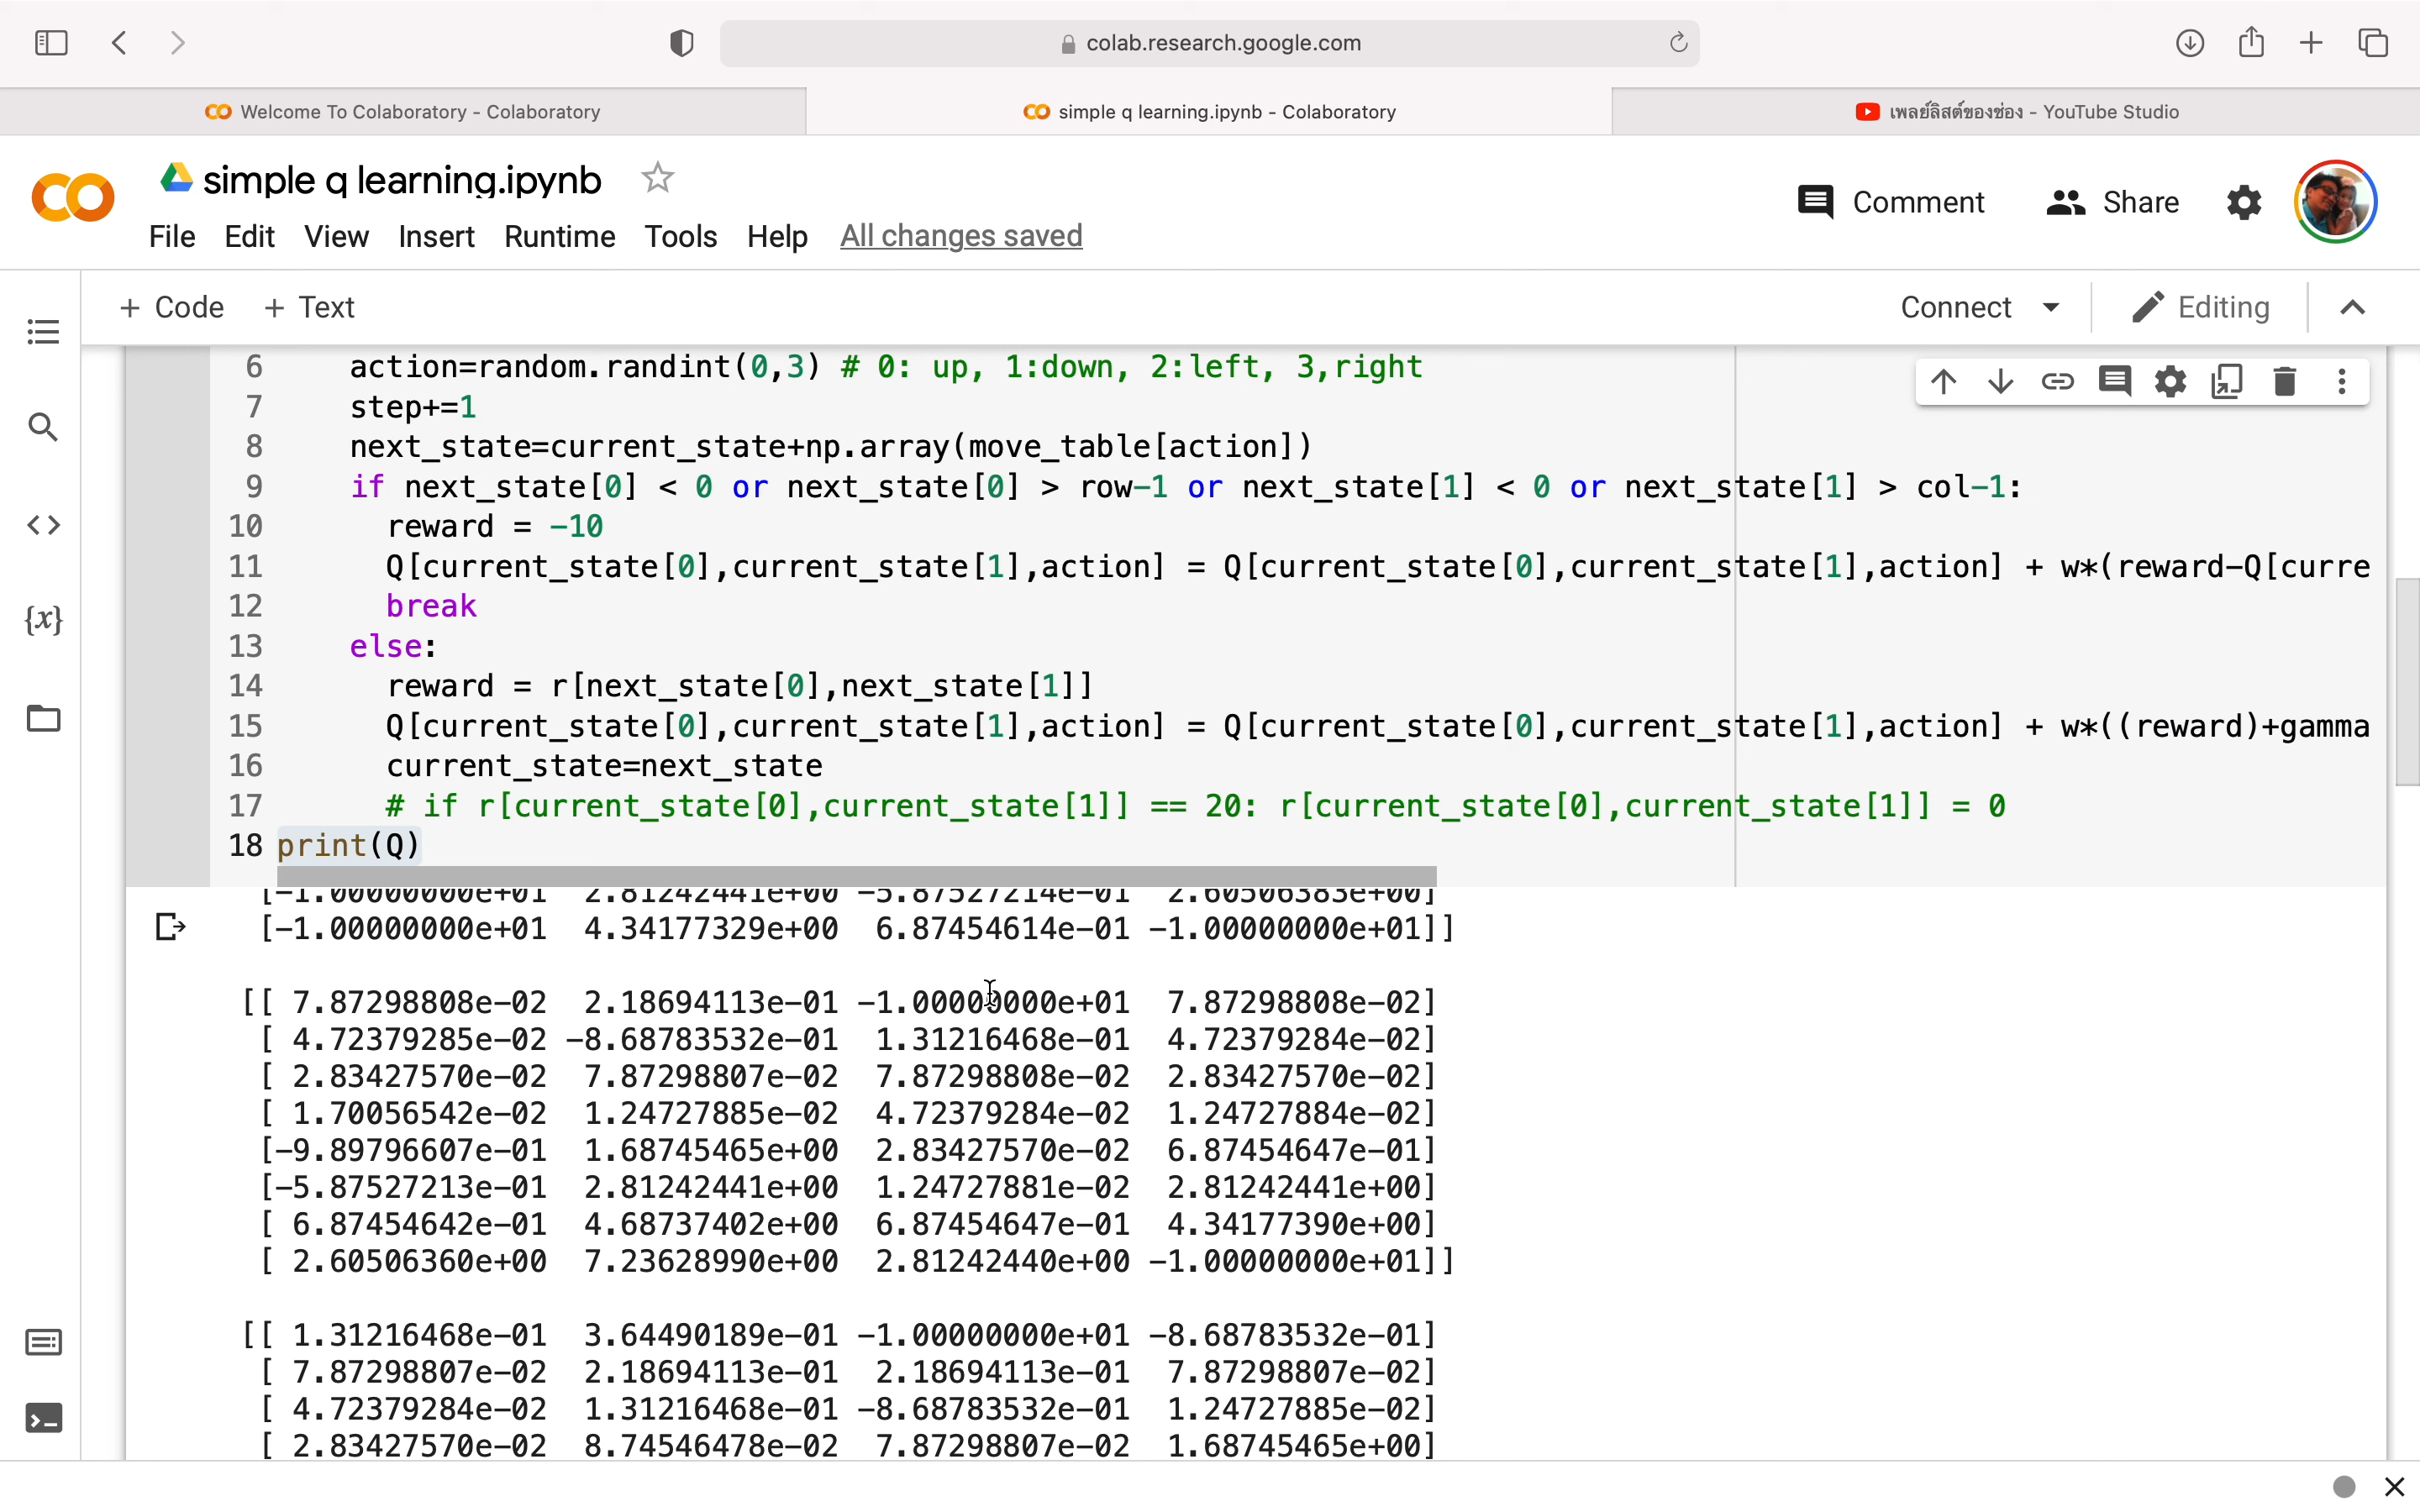 colab.research.google.com
Welcome To Colaboratory - Colaboratory
simple q learning.ipynb - Colaboratory
เพลย์ลิสต์ของช่อง - YouTube Studio
simple q learning.ipynb
Comment
Share
File Edit View Insert Runtime Tools Help All changes saved
+ Code + Text
Connect
Editing
6 action=random.randint(0,3) # 0: up, 1:down, 2:left, 3,right
7 step+=1
8 next_state=current_state+np.array(move_table[action])
9 if next_state[0] < 0 or next_state[0] > row-1 or next_state[1] < 0 or next_state[1] > col-1:
10 reward = -10
11 Q[current_state[0],current_state[1],action] = Q[current_state[0],current_state[1],action] + w*(reward-Q[curre
12 break
13 else:
14 reward = r[next_state[0],next_state[1]]
15 Q[current_state[0],current_state[1],action] = Q[current_state[0],current_state[1],action] + w*((reward)+gamma
16 current_state=next_state
17 # if r[current_state[0],current_state[1]] == 20: r[current_state[0],current_state[1]] = 0
18 print(Q)
[-1.00000000e+01 2.81242441e+00 -5.87527214e-01 2.60506383e+00]
[-1.00000000e+01 4.34177329e+00 6.87454614e-01 -1.00000000e+01]]
[[ 7.87298808e-02 2.18694113e-01 -1.00000000e+01 7.87298808e-02]
[ 4.72379285e-02 -8.68783532e-01 1.31216468e-01 4.72379284e-02]
[ 2.83427570e-02 7.87298807e-02 7.87298808e-02 2.83427570e-02]
[ 1.70056542e-02 1.24727885e-02 4.72379284e-02 1.24727884e-02]
[-9.89796607e-01 1.68745465e+00 2.83427570e-02 6.87454647e-01]
[-5.87527213e-01 2.81242441e+00 1.24727881e-02 2.81242441e+00]
[ 6.87454642e-01 4.68737402e+00 6.87454647e-01 4.34177390e+00]
[ 2.60506360e+00 7.23628990e+00 2.81242440e+00 -1.00000000e+01]]
[[ 1.31216468e-01 3.64490189e-01 -1.00000000e+01 -8.68783532e-01]
[ 7.87298807e-02 2.18694113e-01 2.18694113e-01 7.87298807e-02]
[ 4.72379284e-02 1.31216468e-01 -8.68783532e-01 1.24727885e-02]
[ 2.83427570e-02 8.74546478e-02 7.87298807e-02 1.68745465e+00]